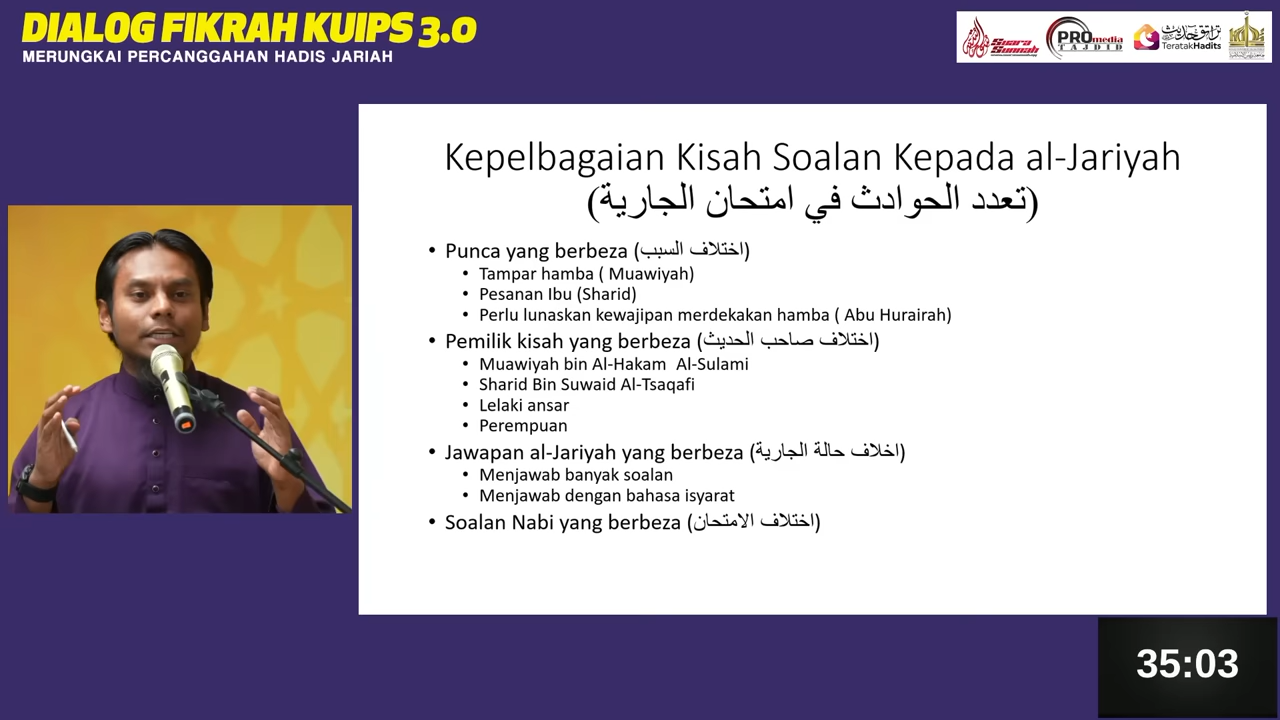 DIALOG FIKRAH KUIPS 3.0
MERUNGKAI PERCANGGAHAN HADIS JARIAH
Suara Sunnah
PROmedia
TAJDID
TeratakHadits
Kepelbagaian Kisah Soalan Kepada al-Jariyah
(تعدد الحوادث في امتحان الجارية)
• Punca yang berbeza (اختلاف السبب)
• Tampar hamba ( Muawiyah)
• Pesanan Ibu (Sharid)
• Perlu lunaskan kewajipan merdekakan hamba ( Abu Hurairah)
• Pemilik kisah yang berbeza (اختلاف صاحب الحديث)
• Muawiyah bin Al-Hakam Al-Sulami
• Sharid Bin Suwaid Al-Tsaqafi
• Lelaki ansar
• Perempuan
• Jawapan al-Jariyah yang berbeza (اخلاف حالة الجارية)
• Menjawab banyak soalan
• Menjawab dengan bahasa isyarat
• Soalan Nabi yang berbeza (اختلاف الامتحان)
35:03